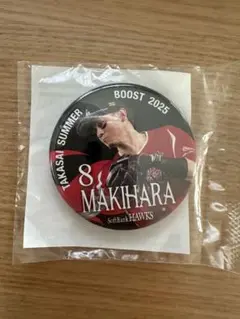 TAKASAI SUMMER BOOST 2025
8
MAKIHARA
SoftBank HAWKS